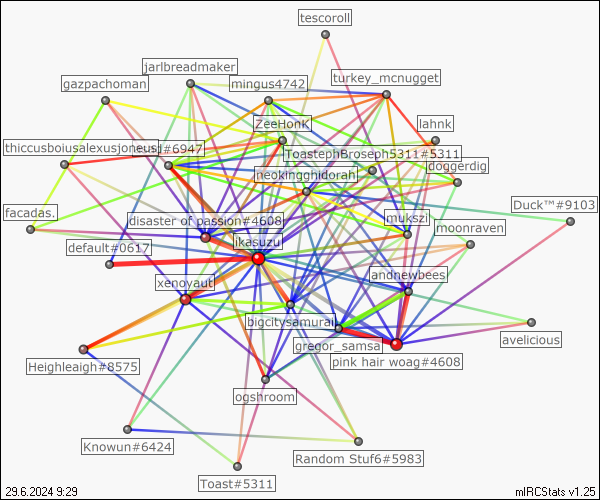 tescoroll
jarlbreadmaker
turkey_mcnugget
gazpachoman
mingus4742
ZeeHonK
lahnk
thiccusboiusalexusjoneusj#6947
ToastephBroseph5311#5311
doggerdig
neokingghidorah
Duck™#9103
facadas.
disaster of passion#4608
mukszi
moonraven
default#0617
ikasuzu
andnewbees
xenoyaut
bigcitysamurai
avelicious
gregor_samsa
Heighleaigh#8575
pink hair woag#4608
ogshroom
Knowun#6424
Random Stuf6#5983
Toast#5311
29.6.2024 9:29
mIRCStats v1.25